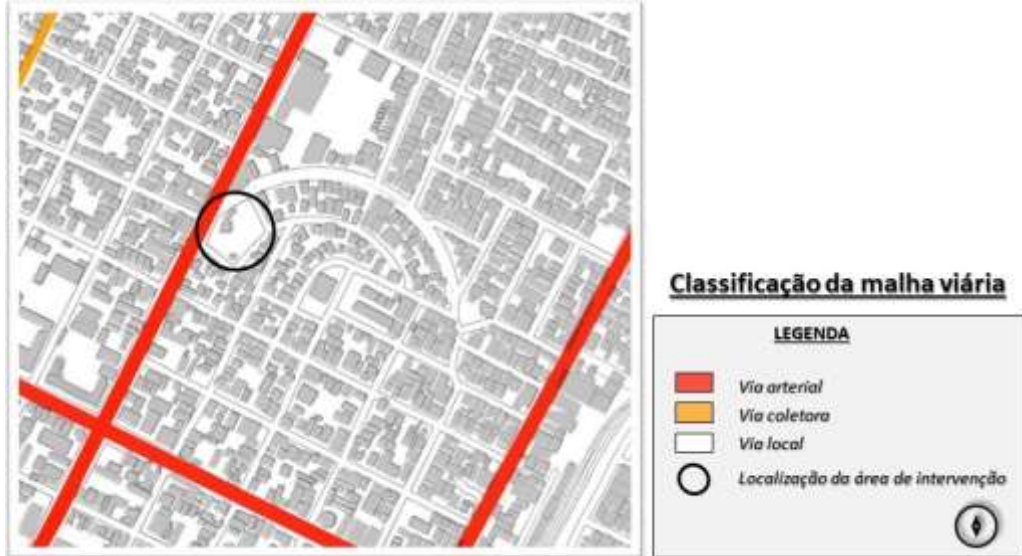 Classificação da malha viária
LEGENDA
Via arterial
Via coletora
Via local
Localização da área de intervenção